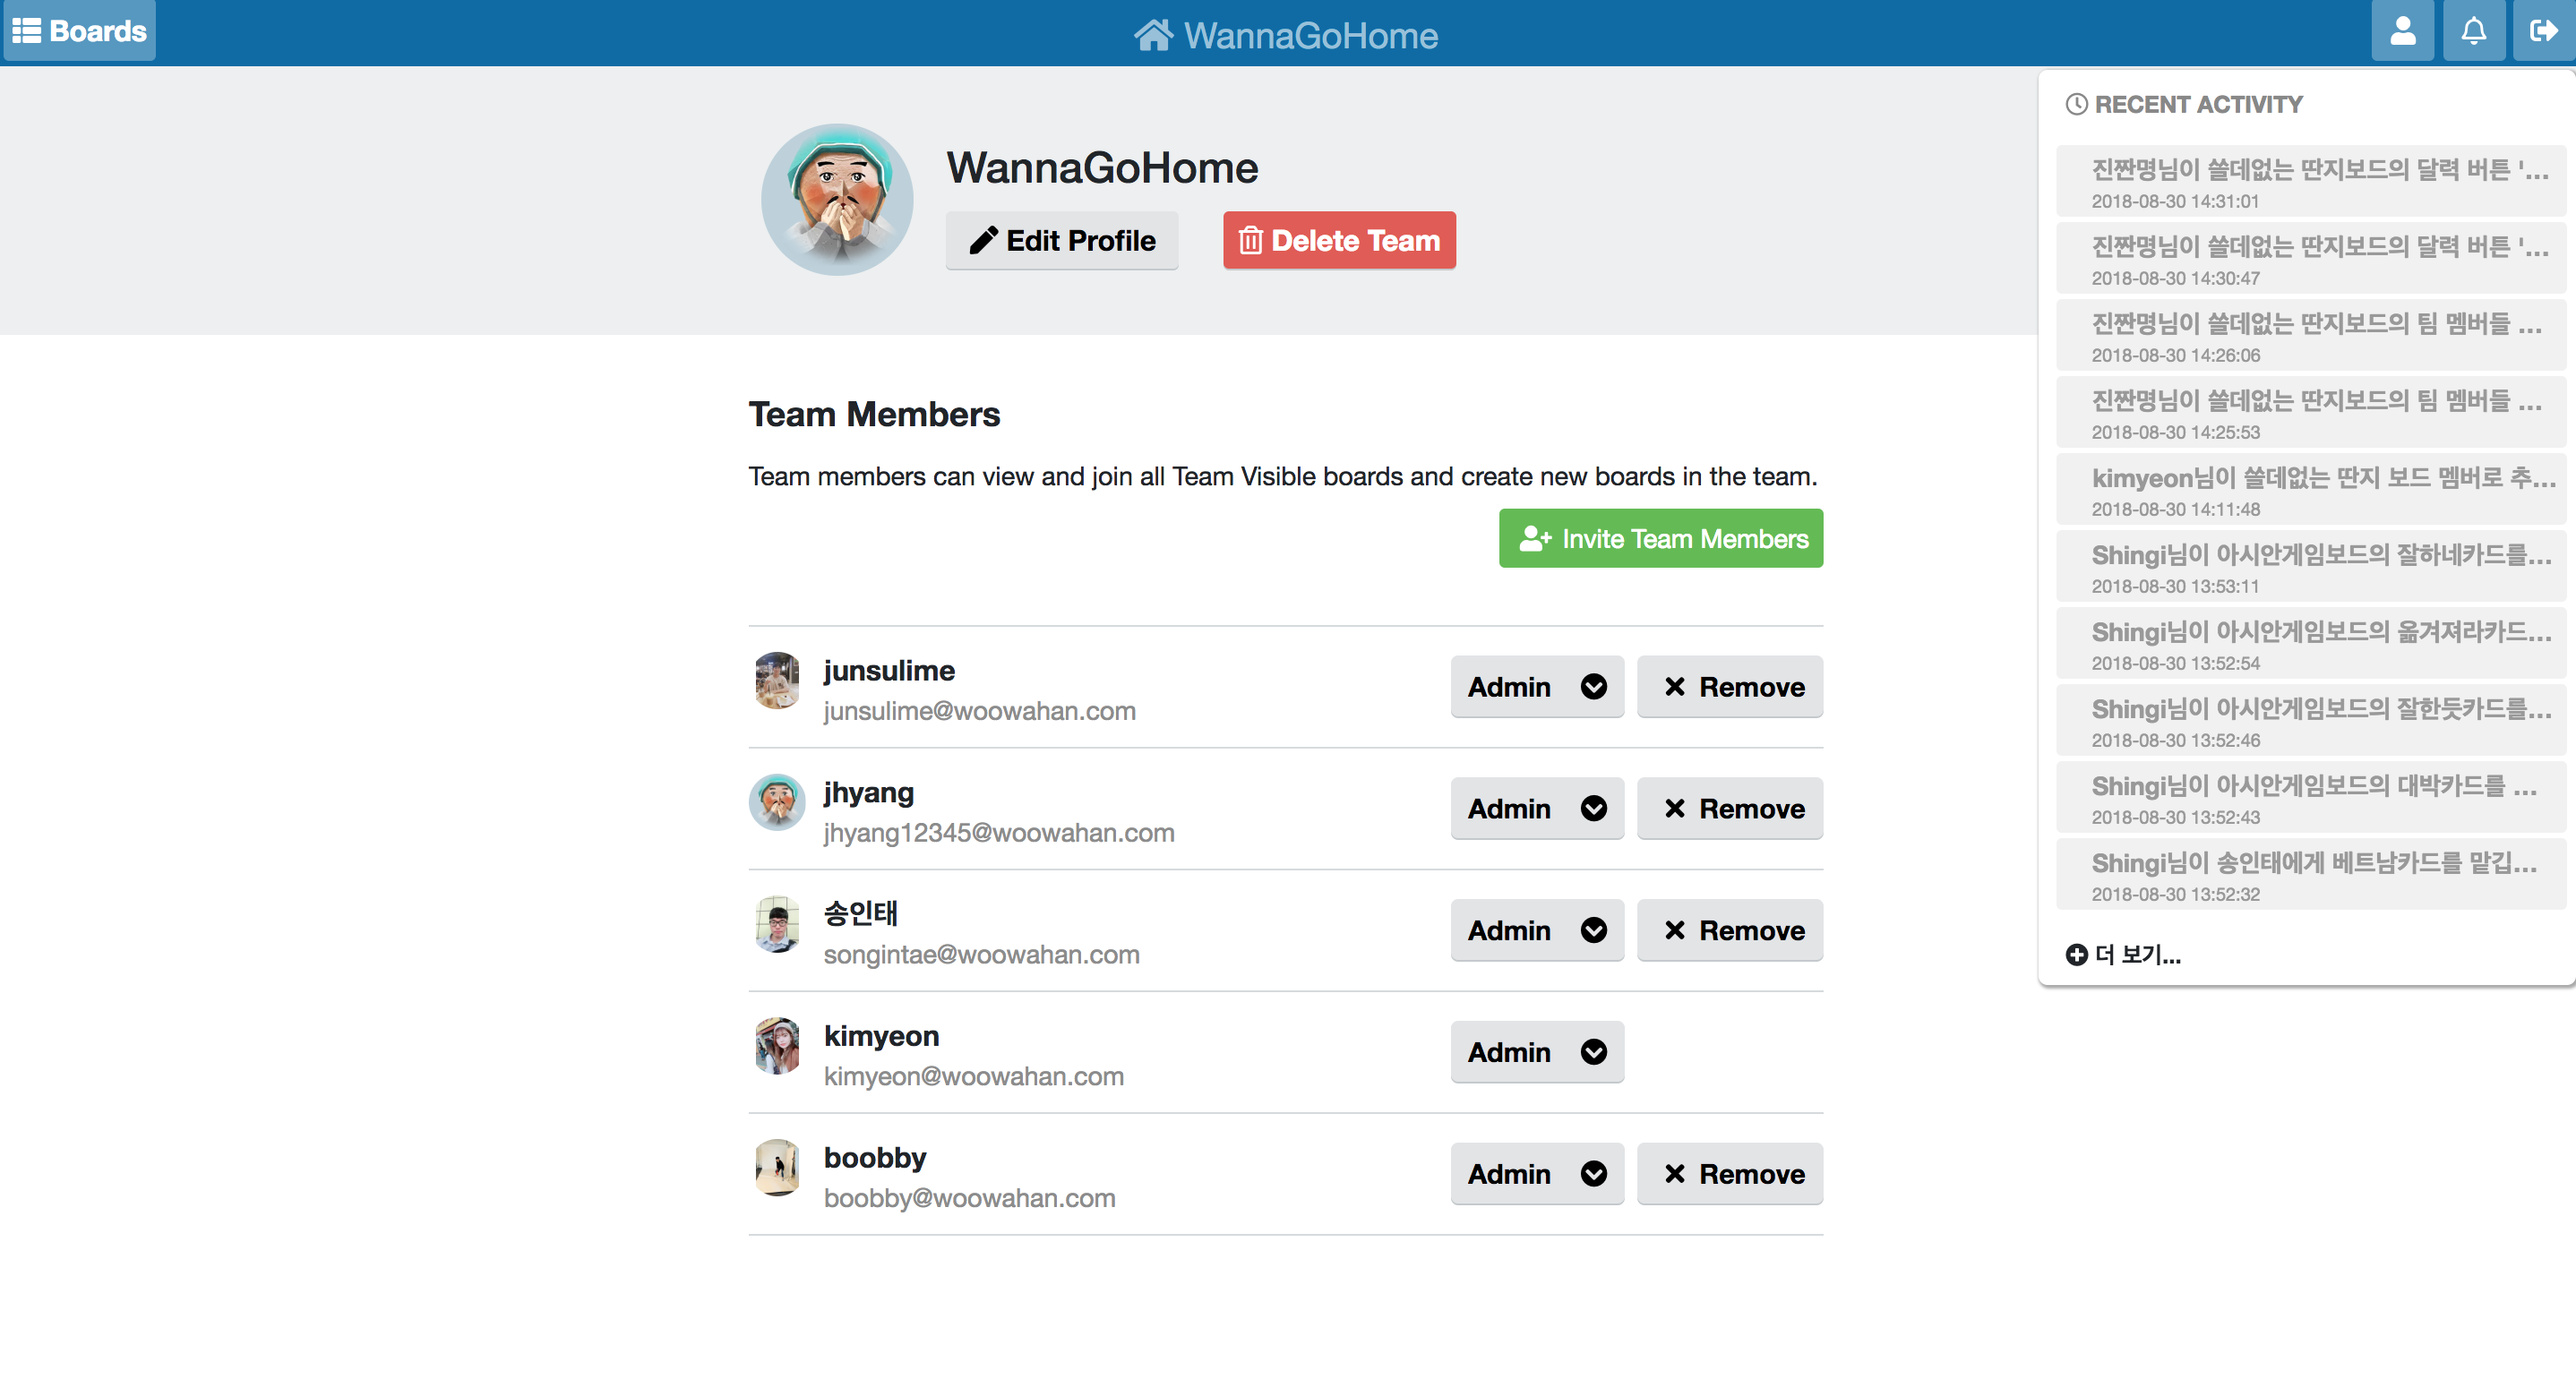 Boards
WannaGoHome
WannaGoHome
Edit Profile
Delete Team
Team Members
Team members can view and join all Team Visible boards and create new boards in the team.
Invite Team Members
junsulime
junsulime@woowahan.com
Admin
Remove
jhyang
jhyang12345@woowahan.com
Admin
Remove
송인태
songintae@woowahan.com
Admin
Remove
kimyeon
kimyeon@woowahan.com
Admin
boobby
boobby@woowahan.com
Admin
Remove
RECENT ACTIVITY
진짠명님이 쓸데없는 딴지보드의 달력 버튼 '...
2018-08-30 14:31:01
진짠명님이 쓸데없는 딴지보드의 달력 버튼 '...
2018-08-30 14:30:47
진짠명님이 쓸데없는 딴지보드의 팀 멤버들 ...
2018-08-30 14:26:06
진짠명님이 쓸데없는 딴지보드의 팀 멤버들 ...
2018-08-30 14:25:53
kimyeon님이 쓸데없는 딴지 보드 멤버로 추...
2018-08-30 14:11:48
Shingi님이 아시안게임보드의 잘하네카드를...
2018-08-30 13:53:11
Shingi님이 아시안게임보드의 옮겨져라카드...
2018-08-30 13:52:54
Shingi님이 아시안게임보드의 잘한듯카드를...
2018-08-30 13:52:46
Shingi님이 아시안게임보드의 대박카드를 ...
2018-08-30 13:52:43
Shingi님이 송인태에게 베트남카드를 맡깁...
2018-08-30 13:52:32
더 보기...